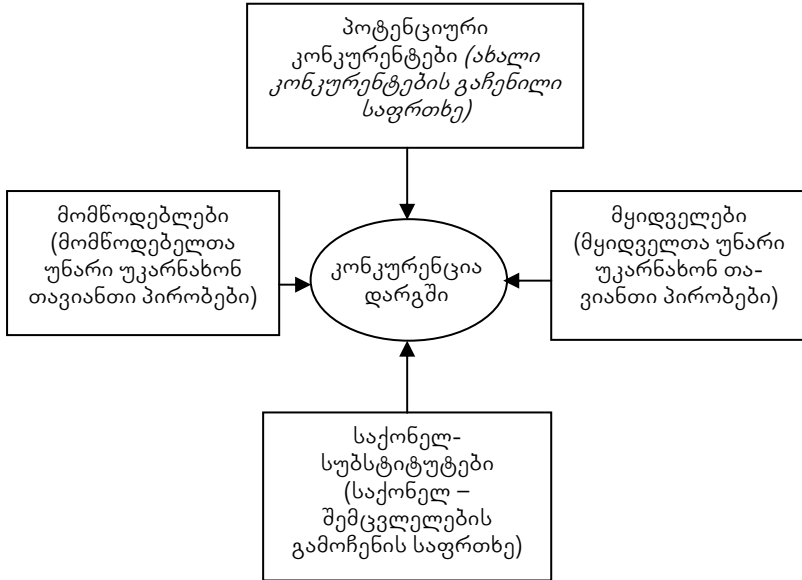 პოტენციური
კონკურენტები (ახალი
კონკურენტების გაჩენილი
საფრთხე)
მომწოდებლები
(მომწოდებელთა
უნარი უკარნახონ
თავიანთი პირობები)
კონკურენცია
დარგში
მყიდველები
(მყიდველთა უნარი
უკარნახონ თა-
ვიანთი პირობები)
საქონელ-
სუბსტიტუტები
(საქონელ –
შემცვლელების
გამოჩენის საფრთხე)